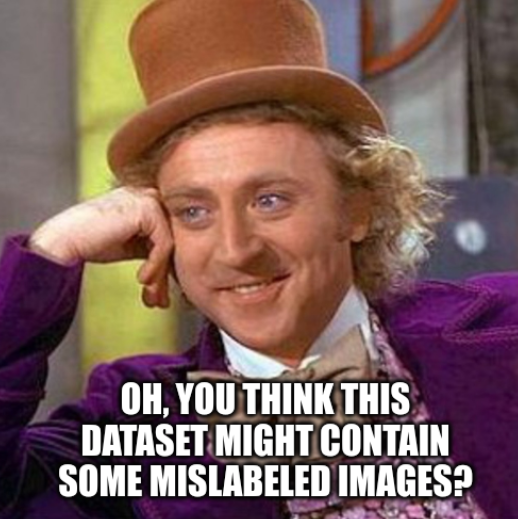 OH, YOU THINK THIS
DATASET MIGHT CONTAIN
SOME MISLABELED IMAGES?